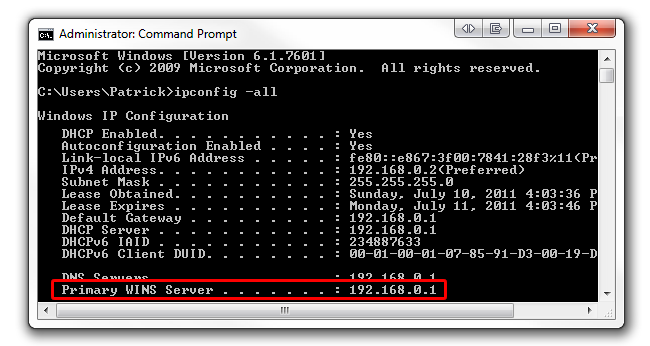 Administrator: Command Prompt
Microsoft Windows [Version 6.1.7601]
Copyright (c) 2009 Microsoft Corporation.  All rights reserved.
C:\Users\Patrick>ipconfig -all
Windows IP Configuration
DHCP Enabled. . . . . . . . . . . : Yes
Autoconfiguration Enabled . . . . : Yes
Link-local IPv6 Address . . . . . : fe80::e867:3f00:7841:28f3%11(Pr
IPv4 Address. . . . . . . . . . . : 192.168.0.2(Preferred)
Subnet Mask . . . . . . . . . . . : 255.255.255.0
Lease Obtained. . . . . . . . . . : Sunday, July 10, 2011 4:03:36 P
Lease Expires . . . . . . . . . . : Monday, July 11, 2011 4:03:46 P
Default Gateway . . . . . . . . . : 192.168.0.1
DHCP Server . . . . . . . . . . . : 192.168.0.1
DHCPv6 IAID . . . . . . . . . . . : 234887633
DHCPv6 Client DUID. . . . . . . . : 00-01-00-01-07-85-91-D3-00-19-D
DNS Servers . . . . . . . . . . . : 192.168.0.1
Primary WINS Server . . . . . . . : 192.168.0.1